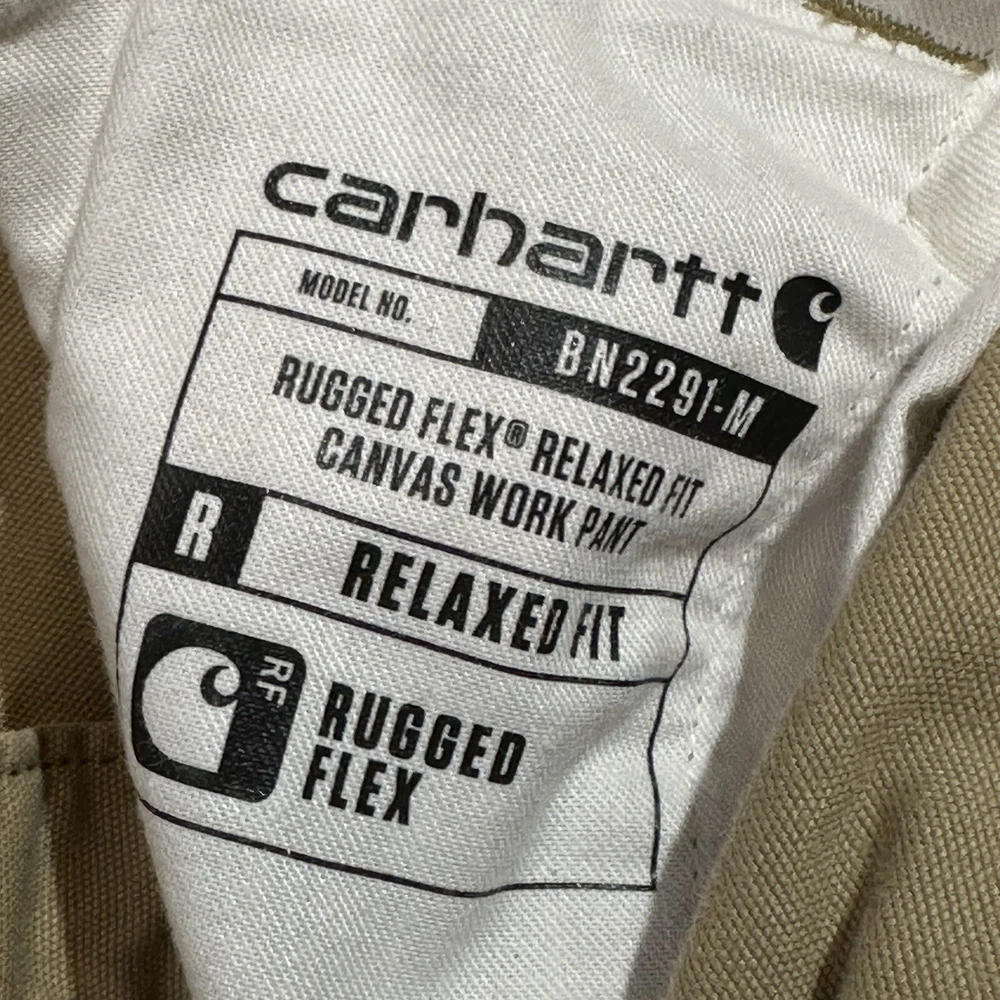 carhartt
MODEL NO. BN2291-M
RUGGED FLEX® RELAXED FIT
CANVAS WORK PANT
R RELAXED FIT
RF
RUGGED
FLEX